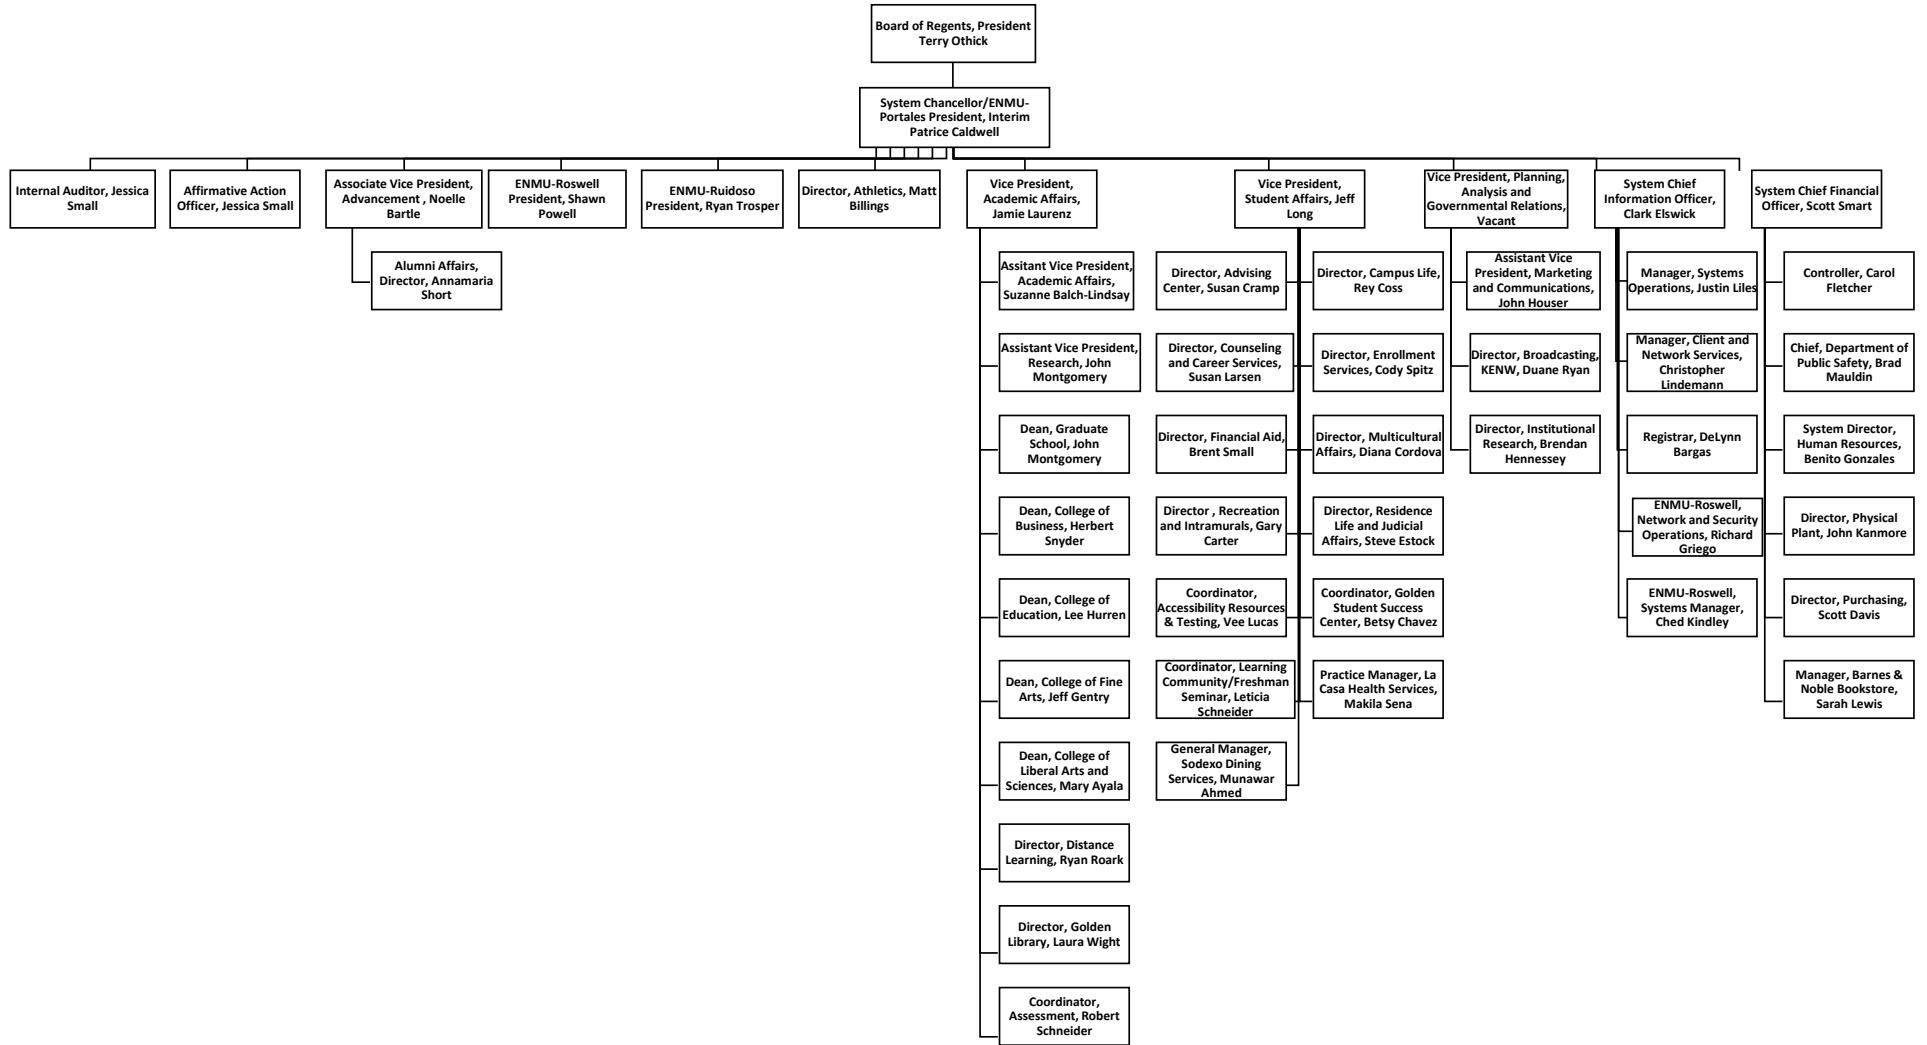 Board of Regents, President
Terry Othick
System Chancellor/ENMU-
Portales President, Interim
Patrice Caldwell
Internal Auditor, Jessica
Small
Affirmative Action
Officer, Jessica Small
Associate Vice President,
Advancement , Noelle
Bartle
ENMU-Roswell
President, Shawn
Powell
ENMU-Ruidoso
President, Ryan Trosper
Director, Athletics, Matt
Billings
Vice President,
Academic Affairs,
Jamie Laurenz
Vice President,
Student Affairs, Jeff
Long
Vice President, Planning,
Analysis and
Governmental Relations,
Vacant
System Chief
Information Officer,
Clark Elswick
System Chief Financial
Officer, Scott Smart
Alumni Affairs,
Director, Annamaria
Short
Assitant Vice President,
Academic Affairs,
Suzanne Balch-Lindsay
Assistant Vice President,
Research, John
Montgomery
Dean, Graduate
School, John
Montgomery
Dean, College of
Business, Herbert
Snyder
Dean, College of
Education, Lee Hurren
Dean, College of Fine
Arts, Jeff Gentry
Dean, College of
Liberal Arts and
Sciences, Mary Ayala
Director, Distance
Learning, Ryan Roark
Director, Golden
Library, Laura Wight
Coordinator,
Assessment, Robert
Schneider
Director, Advising
Center, Susan Cramp
Director, Counseling
and Career Services,
Susan Larsen
Director, Financial Aid,
Brent Small
Director , Recreation
and Intramurals, Gary
Carter
Coordinator,
Accessibility Resources
& Testing, Vee Lucas
Coordinator, Learning
Community/Freshman
Seminar, Leticia
Schneider
General Manager,
Sodexo Dining
Services, Munawar
Ahmed
Director, Campus Life,
Rey Coss
Director, Enrollment
Services, Cody Spitz
Director, Multicultural
Affairs, Diana Cordova
Director, Residence
Life and Judicial
Affairs, Steve Estock
Coordinator, Golden
Student Success
Center, Betsy Chavez
Practice Manager, La
Casa Health Services,
Makila Sena
Assistant Vice
President, Marketing
and Communications,
John Houser
Director, Broadcasting,
KENW, Duane Ryan
Director, Institutional
Research, Brendan
Hennessey
Manager, Systems
Operations, Justin Liles
Manager, Client and
Network Services,
Christopher
Lindemann
Registrar, DeLynn
Bargas
ENMU-Roswell,
Network and Security
Operations, Richard
Griego
ENMU-Roswell,
Systems Manager,
Ched Kindley
Controller, Carol
Fletcher
Chief, Department of
Public Safety, Brad
Mauldin
System Director,
Human Resources,
Benito Gonzales
Director, Physical
Plant, John Kanmore
Director, Purchasing,
Scott Davis
Manager, Barnes &
Noble Bookstore,
Sarah Lewis